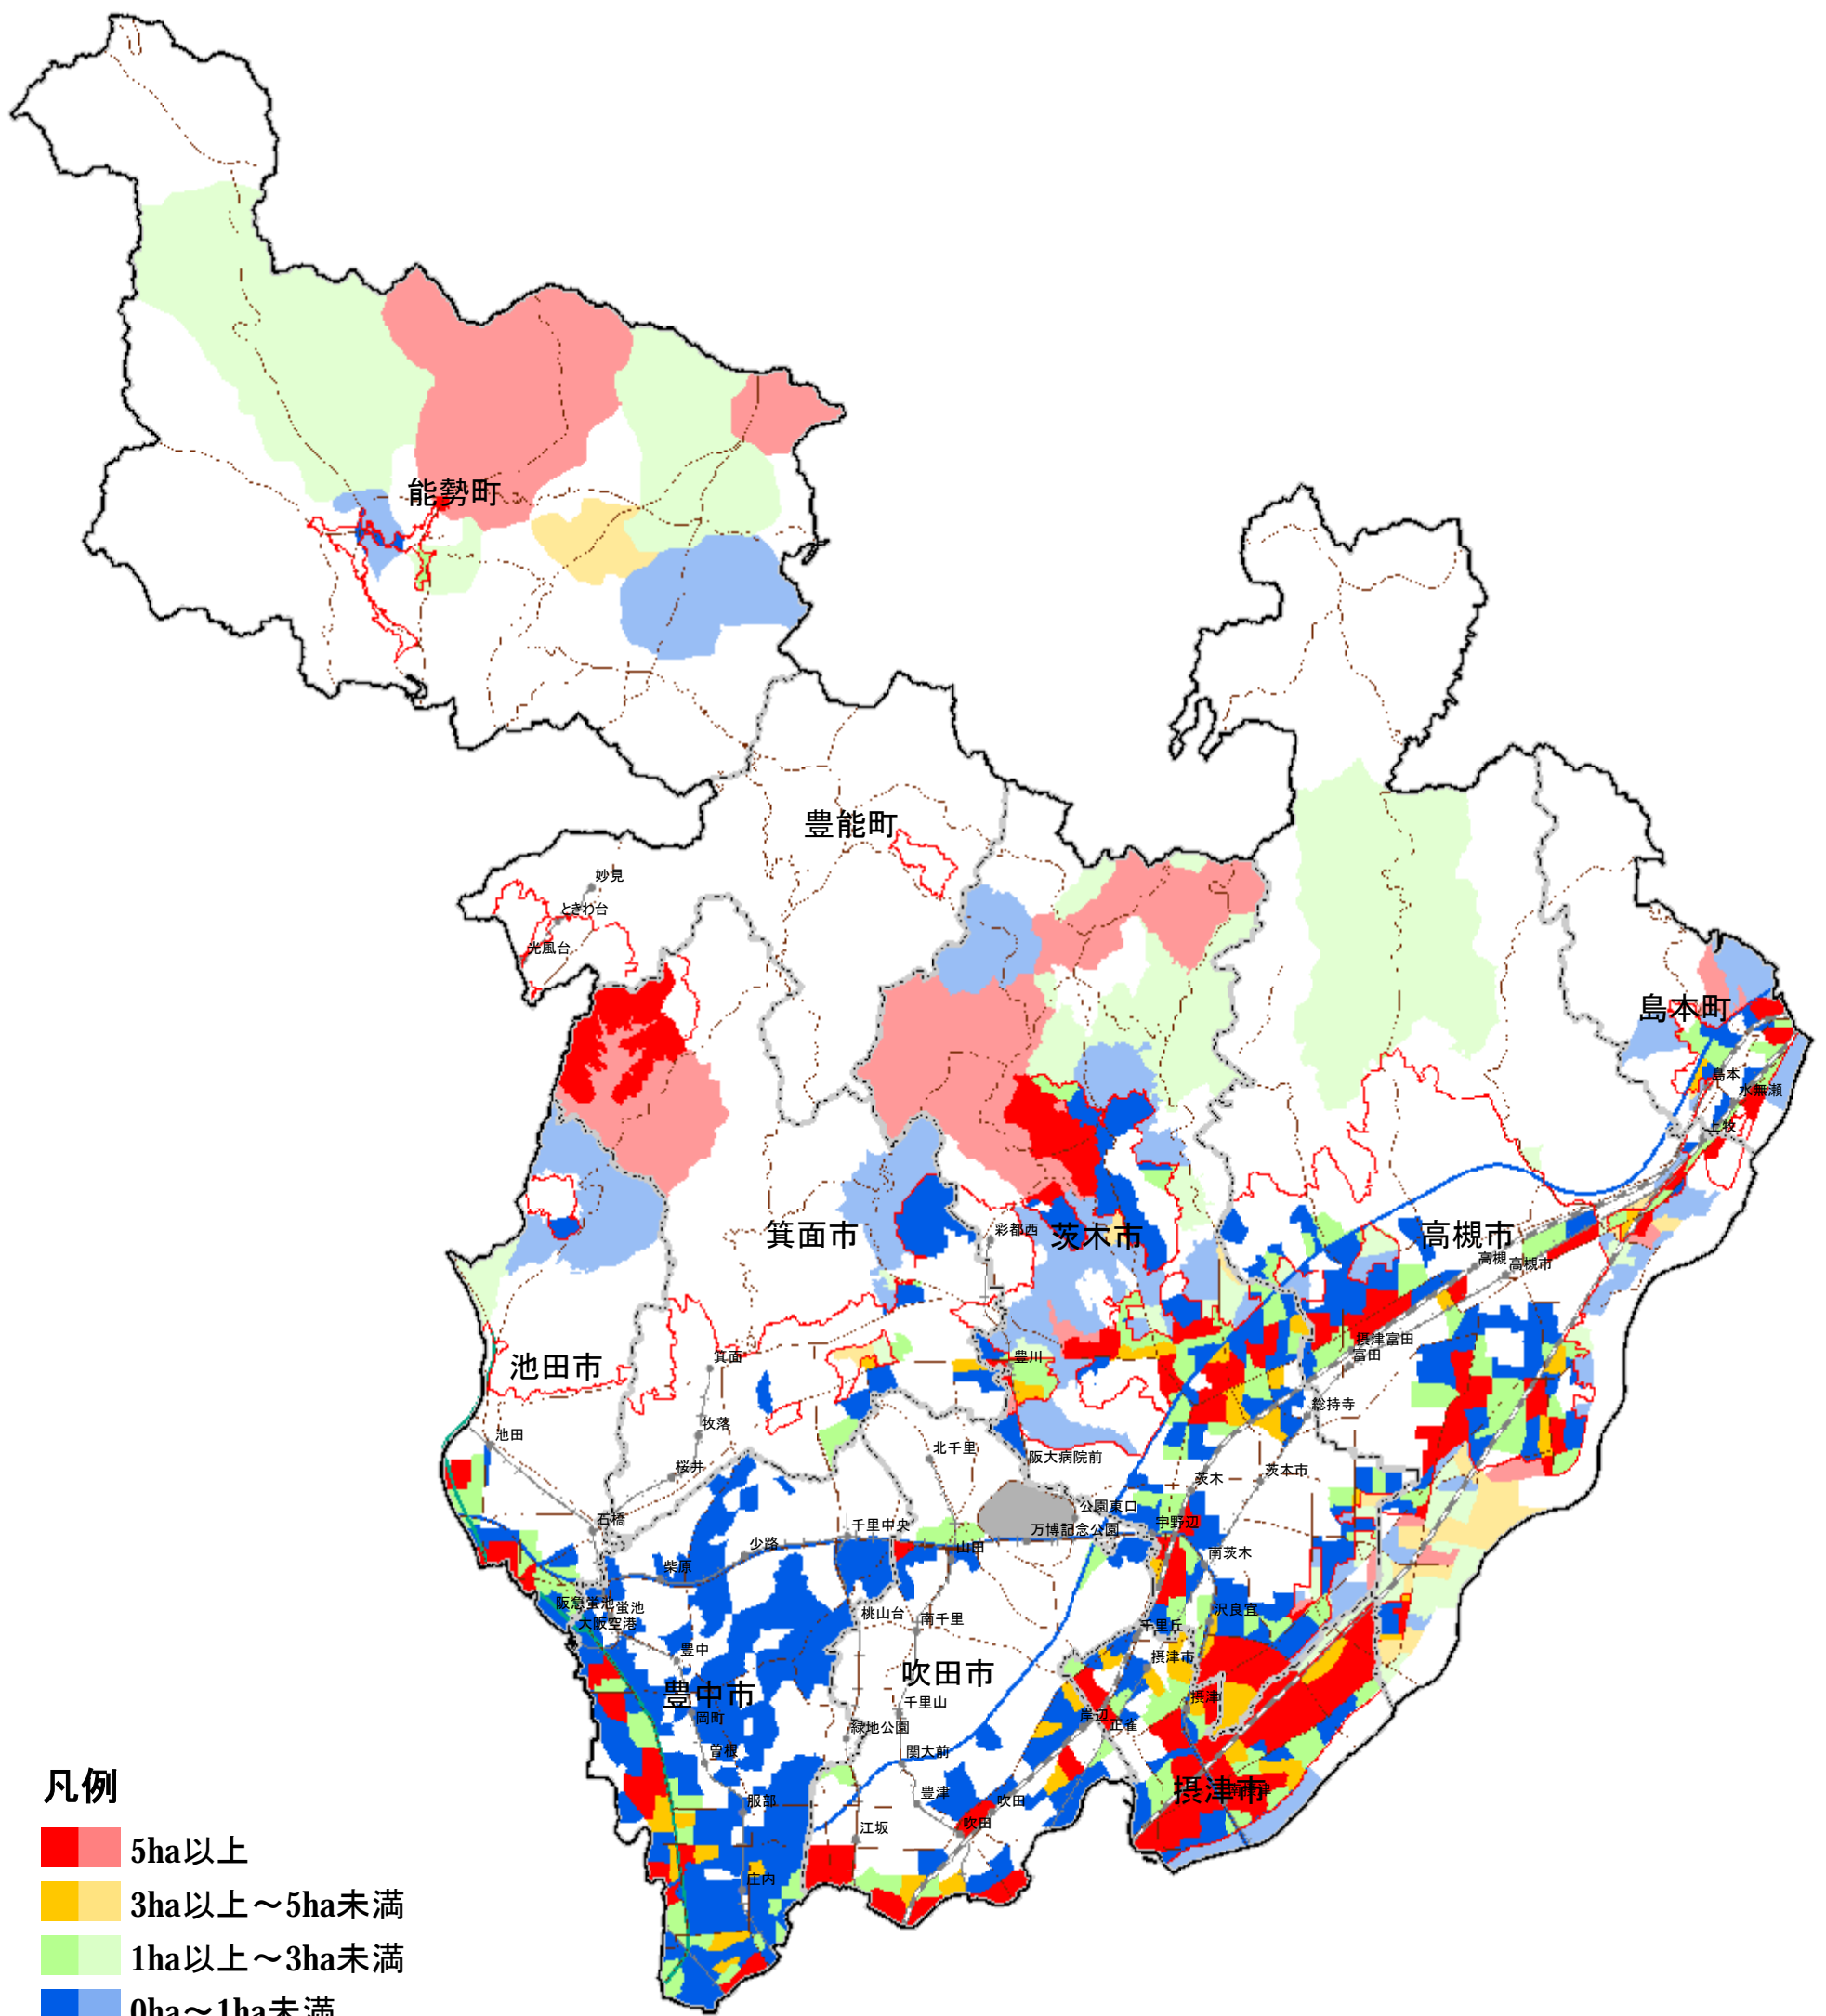 能勢町
豊能町
妙見
ときわ台
光風台
島本町
島本
水無瀬
上牧
箕面市
彩都西
茨木市
高槻市
高槻
高槻市
池田市
箕面
豊川
摂津富田
富田
総持寺
牧落
池田
北千里
阪大病院前
桜井
茨木
茨木市
公園東口
石橋
千里中央
万博記念公園
宇野辺
少路
山田
南茨木
柴原
阪急蛍池
蛍池
大阪空港
桃山台
南千里
沢良宜
千里丘
豊中
摂津市
吹田市
豊中市
千里山
摂津
岡町
緑地公園
岸辺
正雀
曽根
関大前
摂津市
南摂津
豊津
服部
吹田
江坂
吹田
庄内
凡例
5ha以上
3ha以上～5ha未満
1ha以上～3ha未満
0ha～1ha未満